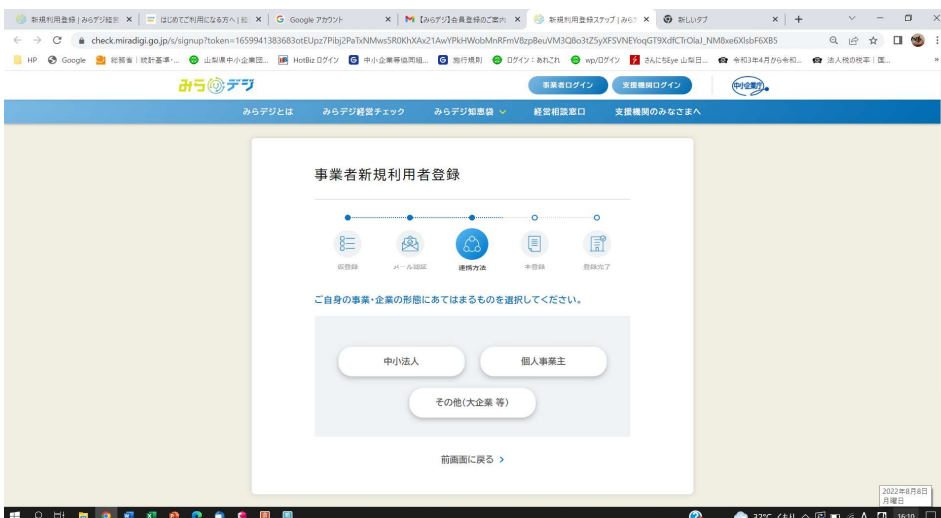 新規利用登録 | みらデジ経営
はじめてご利用になる方へ | 経
Google アカウント
【みらデジ】会員登録のご案内
新規利用登録ステップ | みらデ
新しいタブ
check.miradigi.go.jp/s/signup?token=
HP
Google
総務省 | 統計基準・...
山梨県中小企業団...
HotBiz ログイン
中小企業等協同組...
施行規則
ログイン：あれこれ
wp/ログイン
さんにちEye 山梨日...
令和3年4月から令和...
法人税の税率 | 国...
みらデジ
事業者ログイン
支援機関ログイン
中小企業庁
みらデジとは
みらデジ経営チェック
みらデジ知恵袋
経営相談窓口
支援機関のみなさまへ
事業者新規利用者登録
仮登録
メール認証
連携方法
本登録
登録完了
ご自身の事業・企業の形態にあてはまるものを選択してください。
中小法人
個人事業主
その他(大企業 等)
前画面に戻る
2022年8月8日
月曜日
16:10